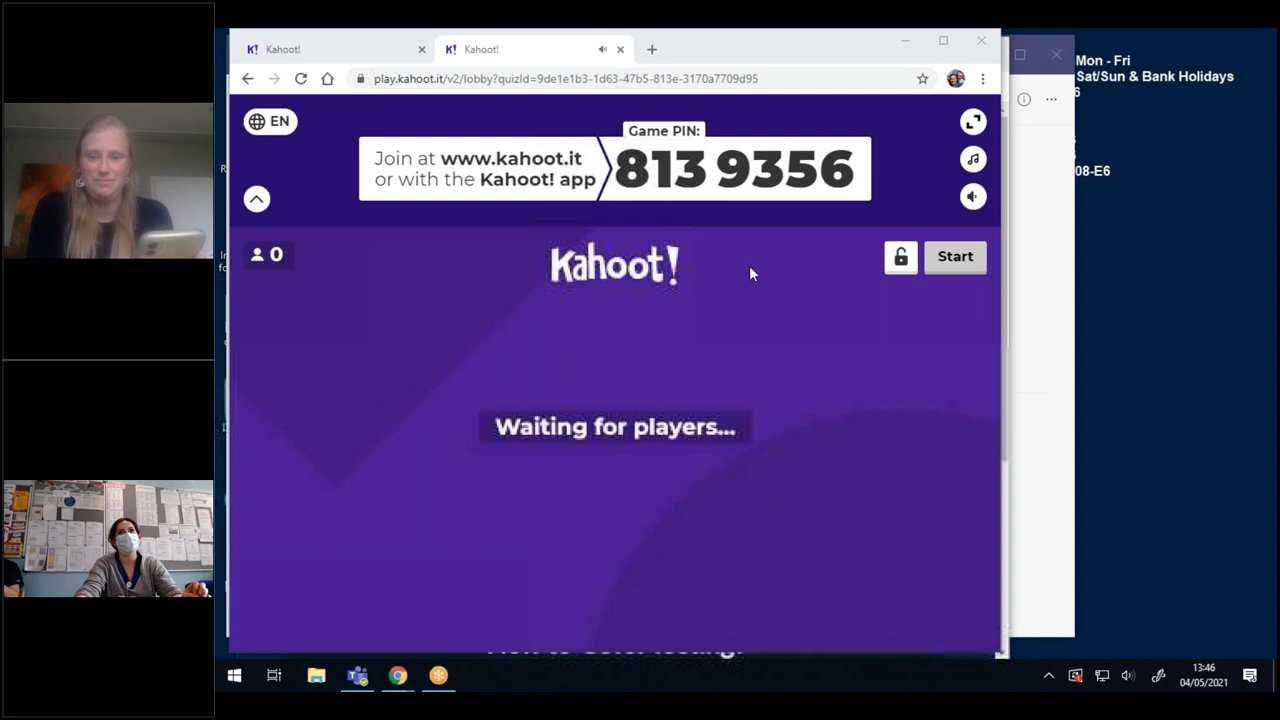 Kahoot!
Kahoot!
play.kahoot.it/v2/lobby?quizId=9de1e1b3-1d63-47b5-813e-3170a7709d95
EN
Game PIN:
Join at www.kahoot.it
or with the Kahoot! app
813 9356
0
Kahoot!
Start
Waiting for players...
Mon - Fri
Sat/Sun & Bank Holidays
6
08-E6
13:46
04/05/2021